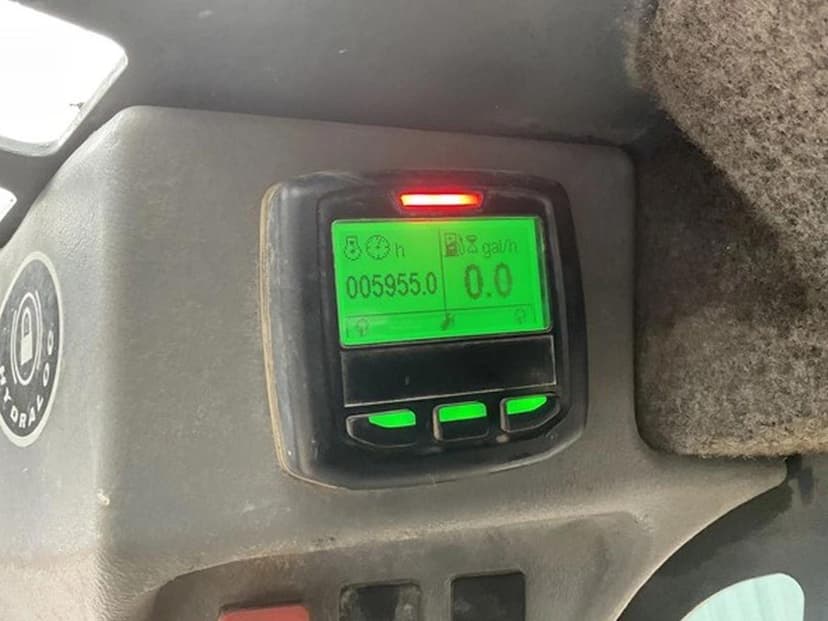 h
gal/h
005955.0
0.0
HYDRALOC